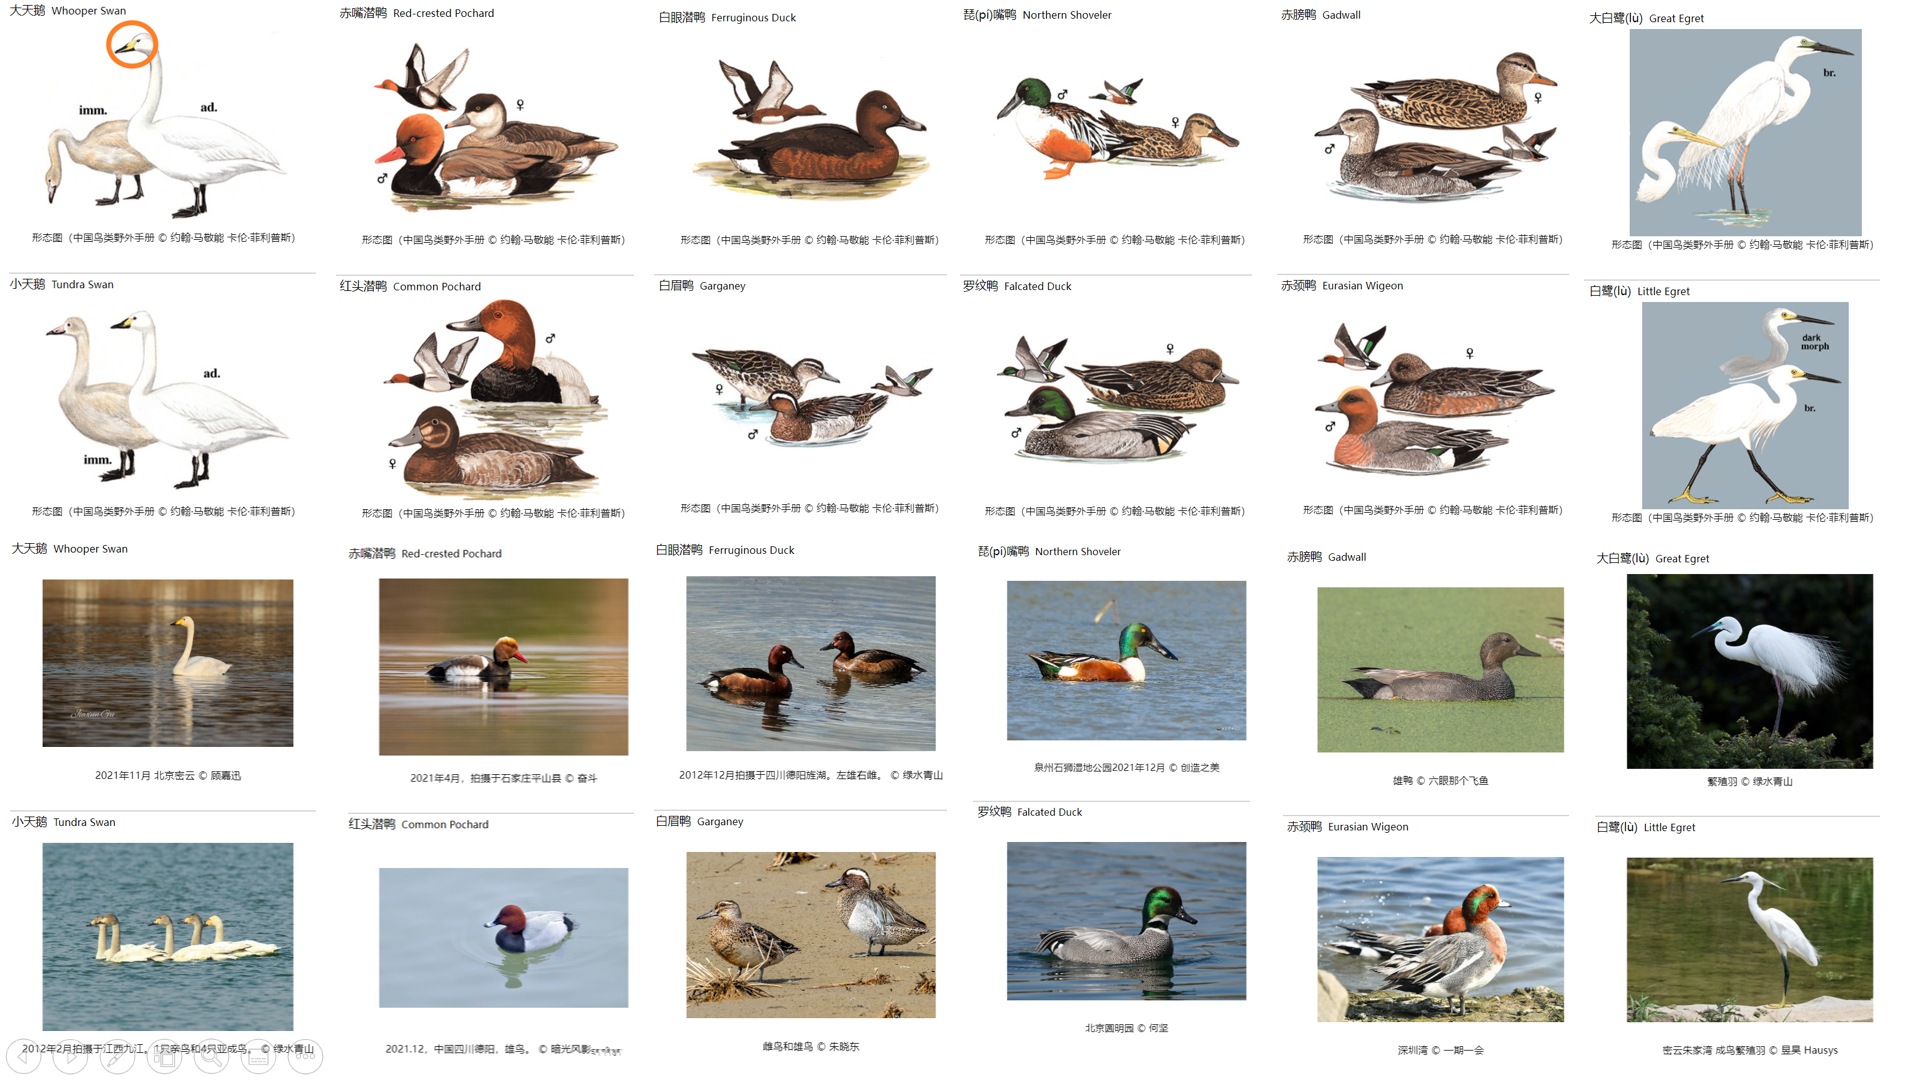 大天鹅 Whooper Swan
赤嘴潜鸭 Red-crested Pochard
白眼潜鸭 Ferruginous Duck
琵(pí)嘴鸭 Northern Shoveler
赤膀鸭 Gadwall
大白鹭(lù) Great Egret
imm.
ad.
♀
♂
♂
♀
♀
♂
br.
形态图（中国鸟类野外手册 © 约翰·马敬能 卡伦·菲利普斯）
形态图（中国鸟类野外手册 © 约翰·马敬能 卡伦·菲利普斯）
形态图（中国鸟类野外手册 © 约翰·马敬能 卡伦·菲利普斯）
形态图（中国鸟类野外手册 © 约翰·马敬能 卡伦·菲利普斯）
形态图（中国鸟类野外手册 © 约翰·马敬能 卡伦·菲利普斯）
形态图（中国鸟类野外手册 © 约翰·马敬能 卡伦·菲利普斯）
小天鹅 Tundra Swan
红头潜鸭 Common Pochard
白眉鸭 Garganey
罗纹鸭 Falcated Duck
赤颈鸭 Eurasian Wigeon
白鹭(lù) Little Egret
ad.
imm.
♂
♀
♀
♂
♀
♂
♀
♂
dark
morph
br.
形态图（中国鸟类野外手册 © 约翰·马敬能 卡伦·菲利普斯）
形态图（中国鸟类野外手册 © 约翰·马敬能 卡伦·菲利普斯）
形态图（中国鸟类野外手册 © 约翰·马敬能 卡伦·菲利普斯）
形态图（中国鸟类野外手册 © 约翰·马敬能 卡伦·菲利普斯）
形态图（中国鸟类野外手册 © 约翰·马敬能 卡伦·菲利普斯）
形态图（中国鸟类野外手册 © 约翰·马敬能 卡伦·菲利普斯）
大天鹅 Whooper Swan
赤嘴潜鸭 Red-crested Pochard
白眼潜鸭 Ferruginous Duck
琵(pí)嘴鸭 Northern Shoveler
赤膀鸭 Gadwall
大白鹭(lù) Great Egret
2021年11月 北京密云 © 顾嘉迅
2021年4月，拍摄于石家庄平山县 © 奋斗
2012年12月拍摄于四川德阳旌湖。左雄右雌。 © 绿水青山
泉州石狮湿地公园2021年12月 © 创造之美
雄鸭 © 六眼那个飞鱼
繁殖羽 © 绿水青山
小天鹅 Tundra Swan
红头潜鸭 Common Pochard
白眉鸭 Garganey
罗纹鸭 Falcated Duck
赤颈鸭 Eurasian Wigeon
白鹭(lù) Little Egret
2012年2月拍摄于江西九江。1只亲鸟和4只亚成鸟。 © 绿水青山
2021.12，中国四川德阳，雄鸟。 © 暗光风影
雌鸟和雄鸟 © 朱晓东
北京圆明园 © 何坚
深圳湾 © 一期一会
密云朱家湾 成鸟繁殖羽 © 昱昊 Hausys